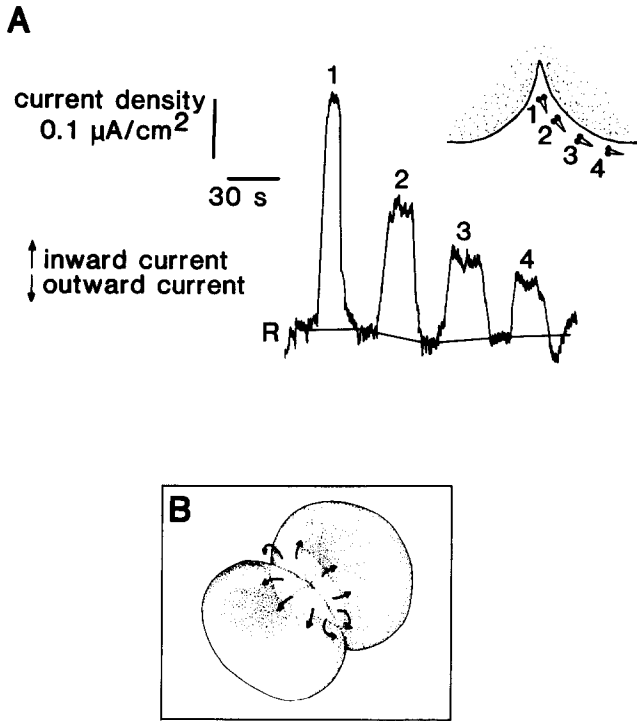 A
current density
0.1 µA/cm²
30 s
inward current
outward current
R
1
2
3
4
1
2
3
4
B